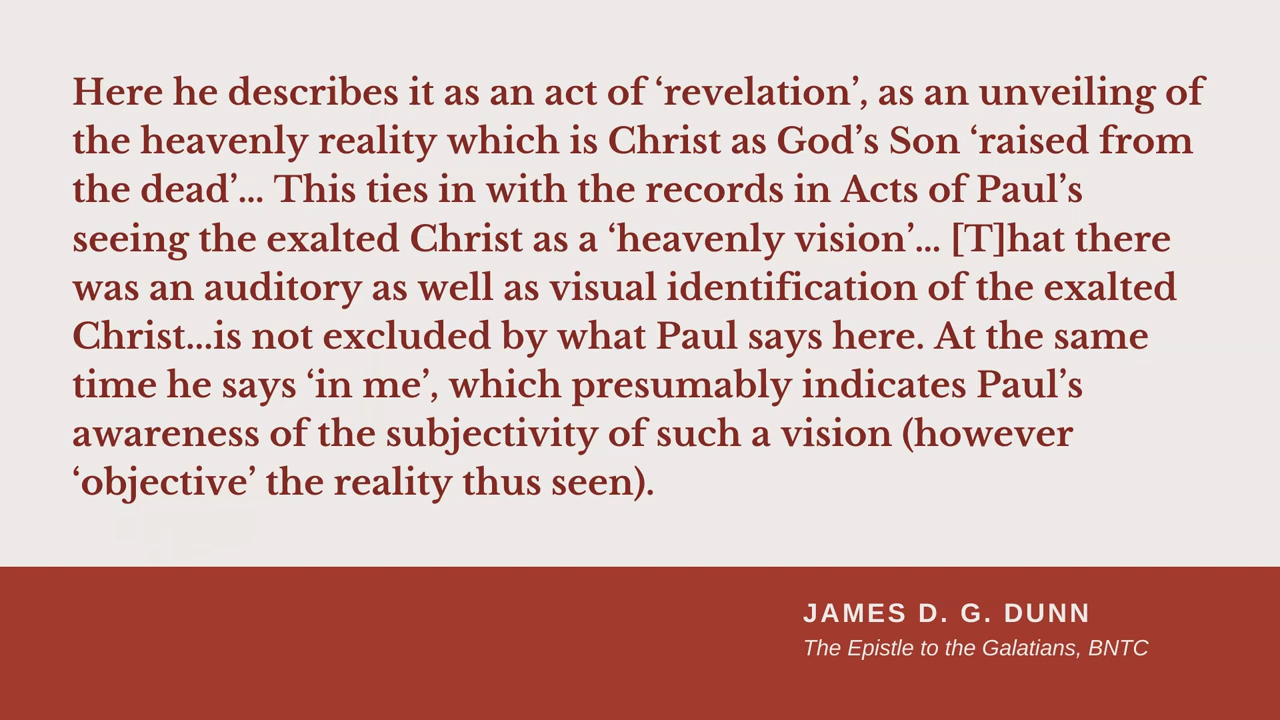 Here he describes it as an act of ‘revelation’, as an unveiling of
the heavenly reality which is Christ as God’s Son ‘raised from
the dead’... This ties in with the records in Acts of Paul’s
seeing the exalted Christ as a ‘heavenly vision’... [T]hat there
was an auditory as well as visual identification of the exalted
Christ...is not excluded by what Paul says here. At the same
time he says ‘in me’, which presumably indicates Paul’s
awareness of the subjectivity of such a vision (however
‘objective’ the reality thus seen).
JAMES D. G. DUNN
The Epistle to the Galatians, BNTC